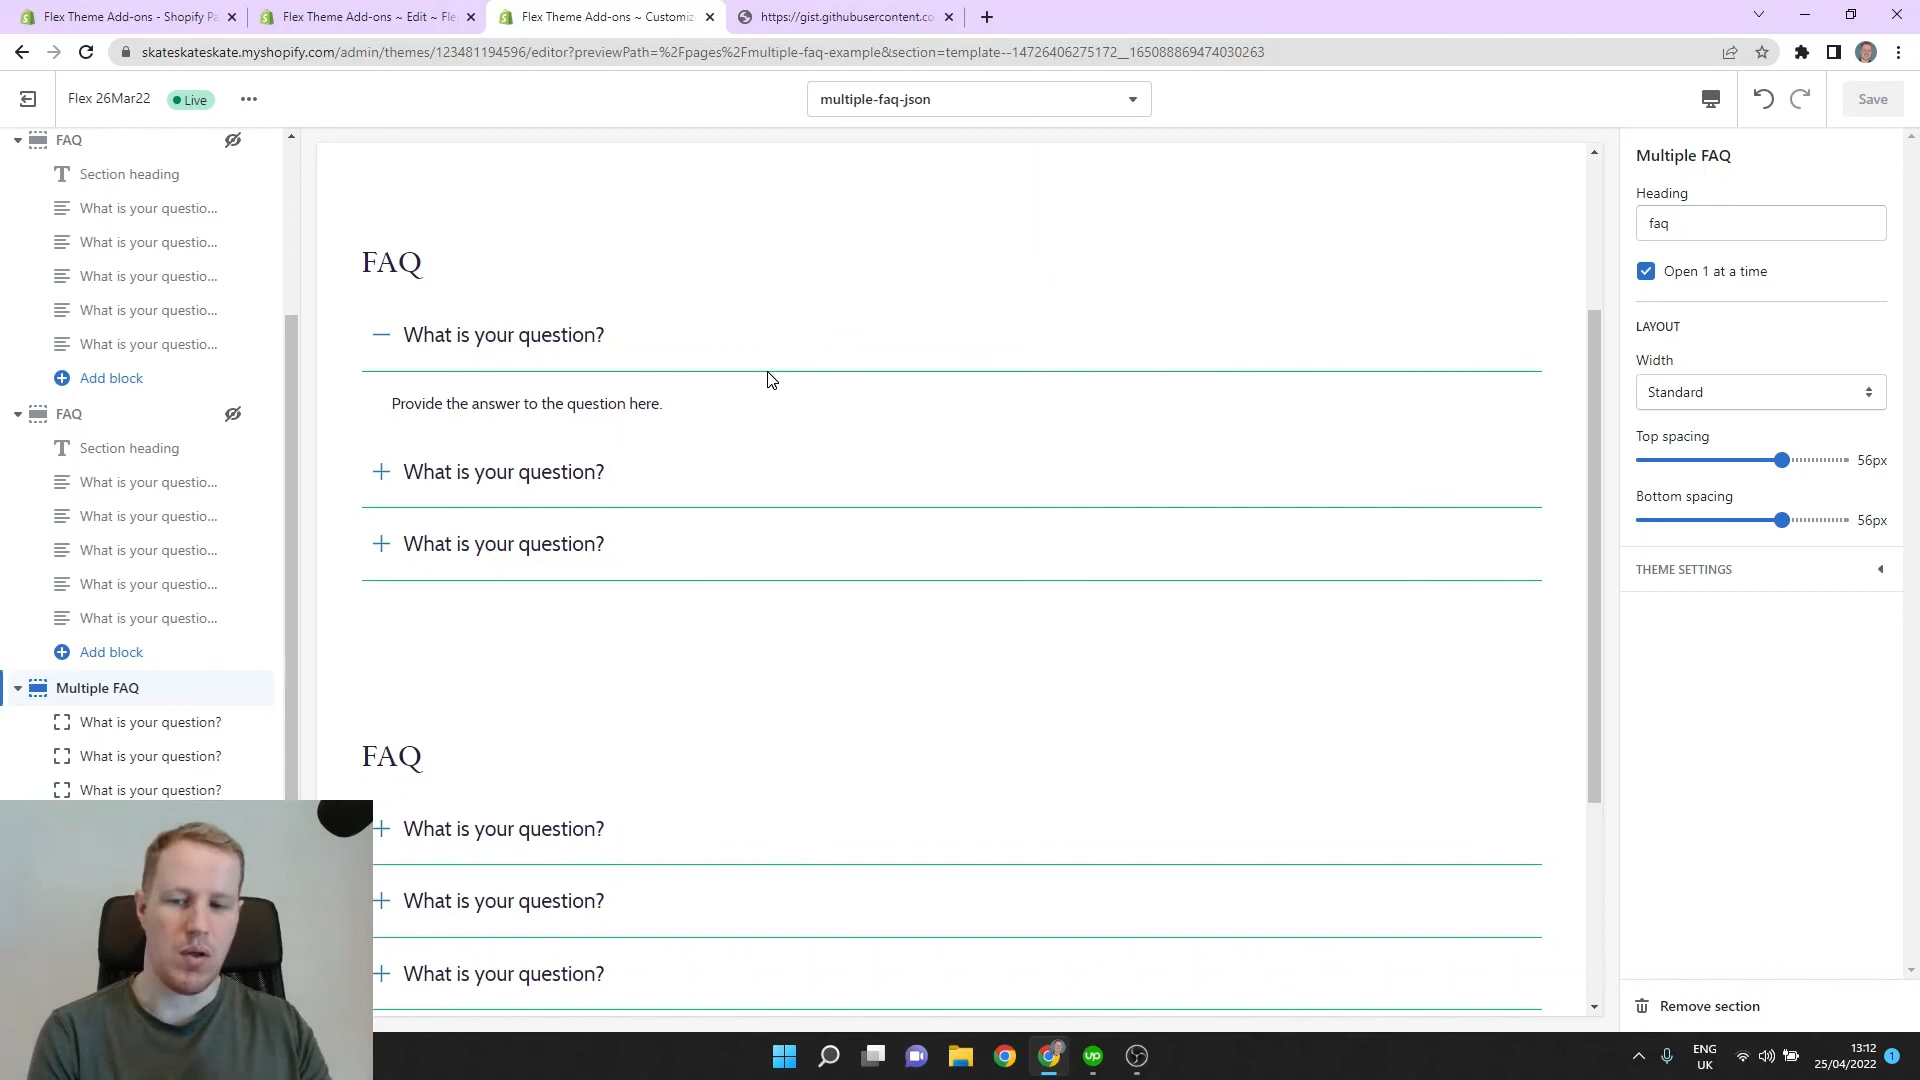 Flex Theme Add-ons - Shopify Pa
Flex Theme Add-ons ~ Edit ~ Fle
Flex Theme Add-ons ~ Customiz
https://gist.githubusercontent.co
skateskateskate.myshopify.com/admin/themes/123481194596/editor?previewPath=%2Fpages%2Fmultiple-faq-example&section=template--14726406275172__165088869474030263
Flex 26Mar22
Live
multiple-faq-json
Save
FAQ
Section heading
What is your questio...
What is your questio...
What is your questio...
What is your questio...
What is your questio...
Add block
FAQ
Section heading
What is your questio...
What is your questio...
What is your questio...
What is your questio...
What is your questio...
Add block
Multiple FAQ
What is your question?
What is your question?
What is your question?
FAQ
What is your question?
Provide the answer to the question here.
What is your question?
What is your question?
FAQ
What is your question?
What is your question?
What is your question?
Multiple FAQ
Heading
faq
Open 1 at a time
LAYOUT
Width
Standard
Top spacing
56px
Bottom spacing
56px
THEME SETTINGS
Remove section
up
ENG
UK
13:12
25/04/2022
1